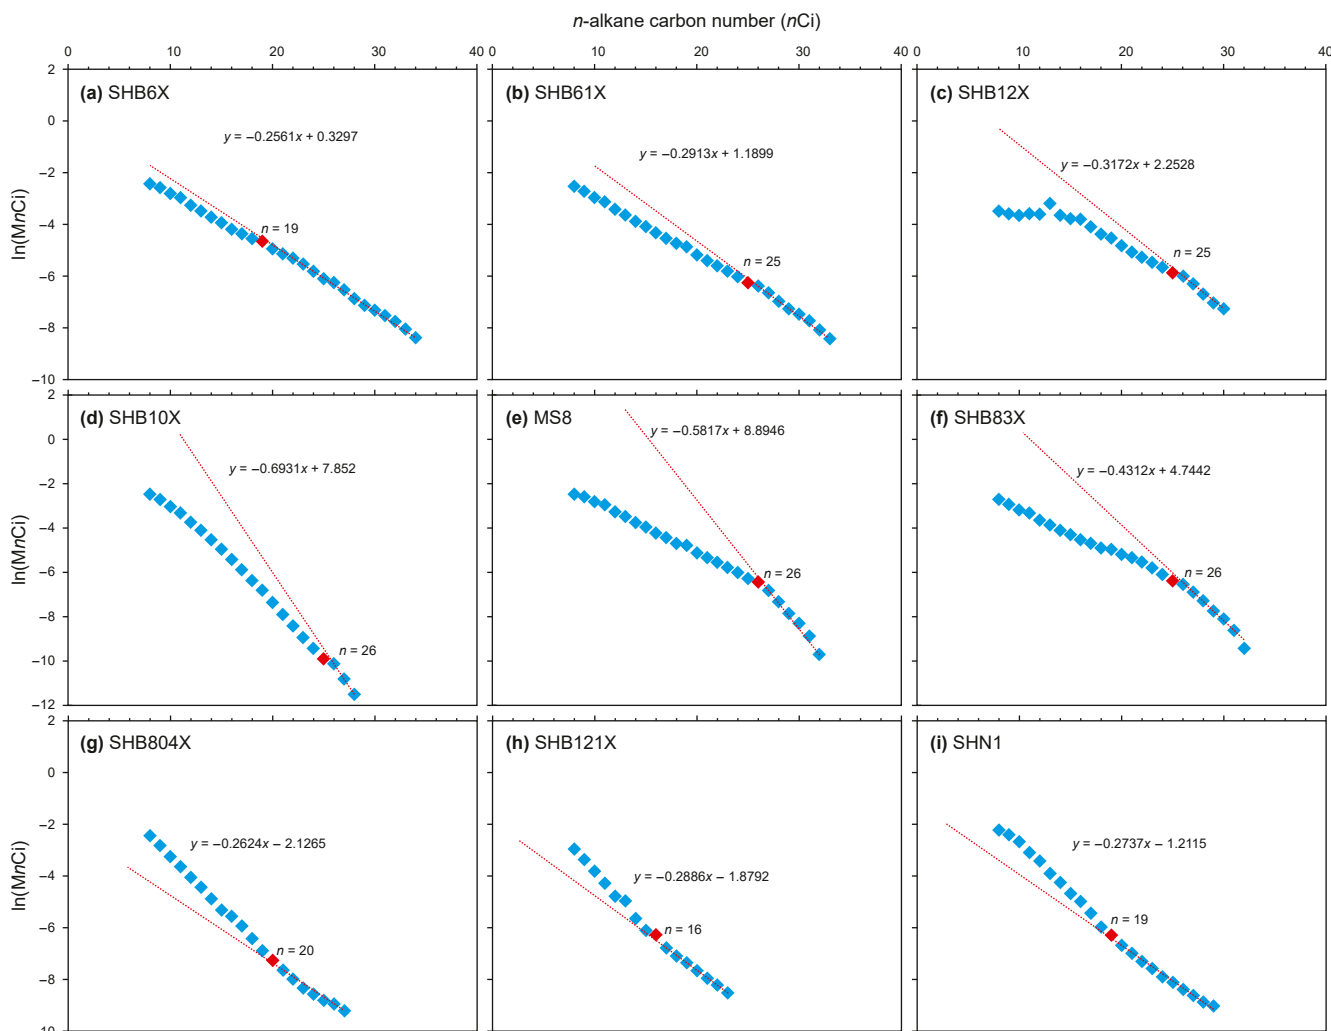 n-alkane carbon number (nCi)
0 10 20 30 40 0 10 20 30 40 0 10 20 30 40
2
0
−2
−4
−6
−8
−10
ln(MnCi)
(a) SHB6X
y = −0.2561x + 0.3297
n = 19
(b) SHB61X
y = −0.2913x + 1.1899
n = 25
(c) SHB12X
y = −0.3172x + 2.2528
n = 25
2
0
−2
−4
−6
−8
−10
−12
ln(MnCi)
(d) SHB10X
y = −0.6931x + 7.852
n = 26
(e) MS8
y = −0.5817x + 8.8946
n = 26
(f) SHB83X
y = −0.4312x + 4.7442
n = 26
2
0
−2
−4
−6
−8
−10
ln(MnCi)
(g) SHB804X
y = −0.2624x − 2.1265
n = 20
(h) SHB121X
y = −0.2886x − 1.8792
n = 16
(i) SHN1
y = −0.2737x − 1.2115
n = 19